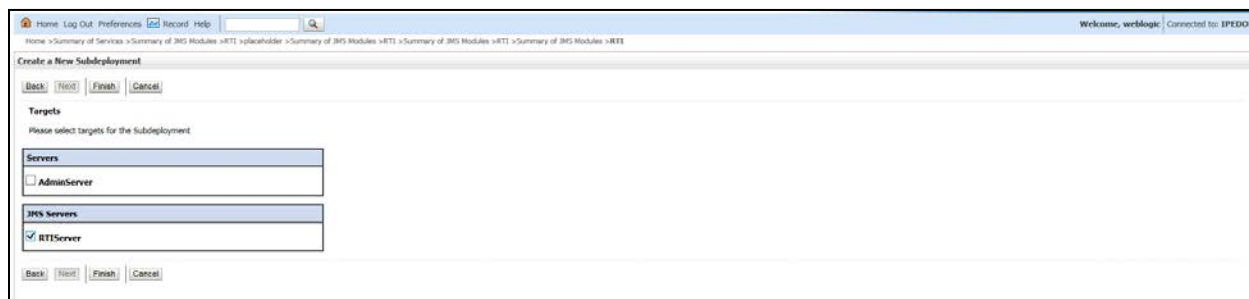 Home Log Out Preferences Record Help
Welcome, weblogic Connected to: IPEDO
Home >Summary of Services >Summary of JMS Modules >RTI >placeholder >Summary of JMS Modules >RTI >Summary of JMS Modules >RTI >Summary of JMS Modules >RTI
Create a New Subdeployment
Back Next Finish Cancel
Targets
Please select targets for the Subdeployment
Servers
AdminServer
JMS Servers
RTIServer
Back Next Finish Cancel